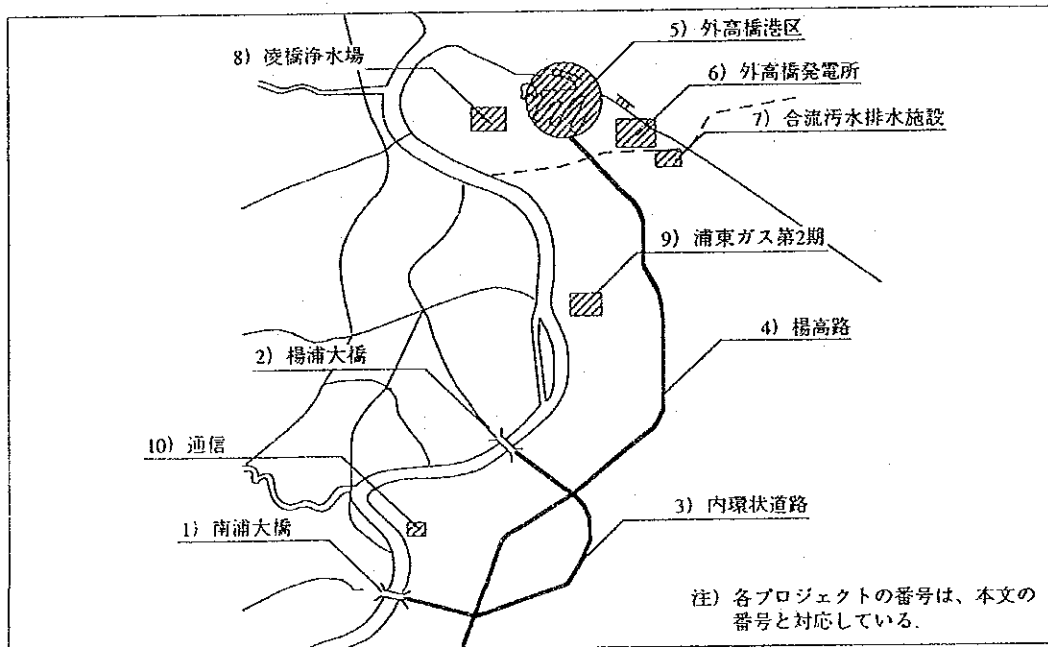 5) 外高橋港区
8) 凌橋浄水場
6) 外高橋発電所
7) 合流汚水排水施設
9) 浦東ガス第2期
4) 楊高路
2) 楊浦大橋
10) 通信
3) 内環状道路
1) 南浦大橋
注) 各プロジェクトの番号は、本文の
番号と対応している.